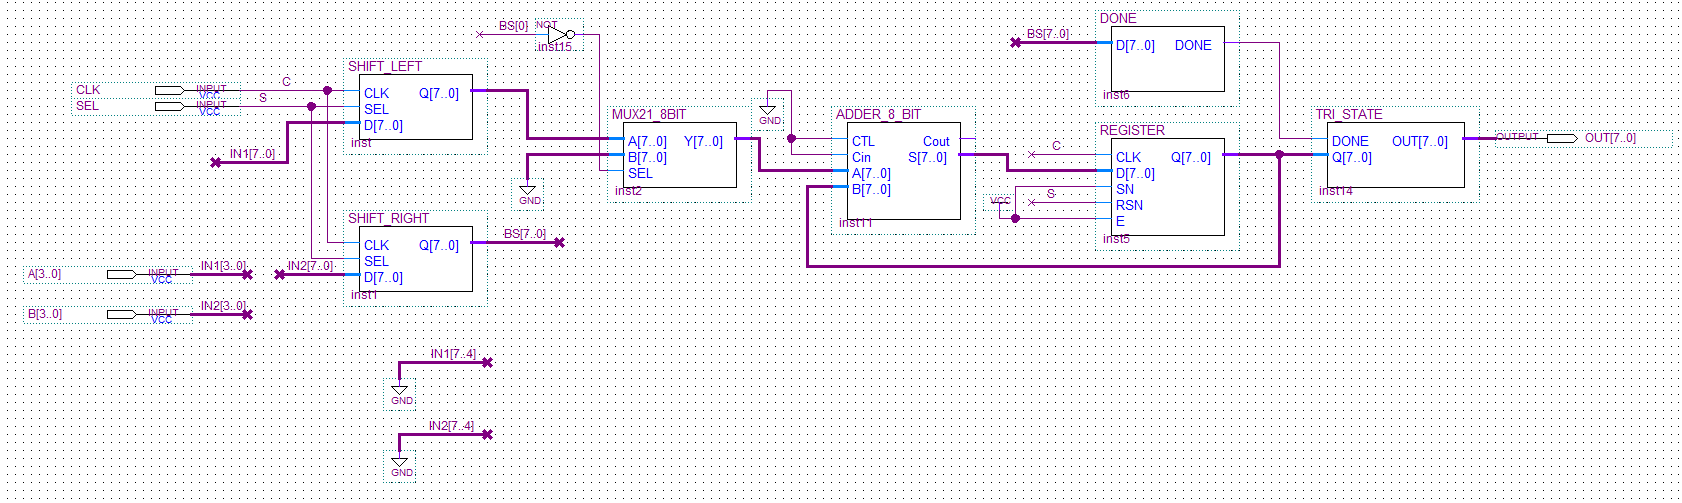 CLK
INPUT
VCC
C
SEL
INPUT
VCC
S
IN1[7..0]
SHIFT_LEFT
CLK
SEL
D[7..0]
Q[7..0]
inst
BS[0]
NOT
inst15
MUX21_8BIT
A[7..0]
B[7..0]
SEL
Y[7..0]
inst2
GND
GND
ADDER_8_BIT
CTL
Cin
A[7..0]
B[7..0]
Cout
S[7..0]
inst11
BS[7..0]
DONE
D[7..0]
DONE
inst6
C
VCC
S
REGISTER
CLK
D[7..0]
SN
RSN
E
Q[7..0]
inst5
TRI_STATE
DONE
Q[7..0]
OUT[7..0]
inst14
OUTPUT
OUT[7..0]
SHIFT_RIGHT
CLK
SEL
D[7..0]
Q[7..0]
inst1
BS[7..0]
A[3..0]
INPUT
VCC
IN1[3..0]
IN2[7..0]
B[3..0]
INPUT
VCC
IN2[3..0]
IN1[7..4]
GND
IN2[7..4]
GND